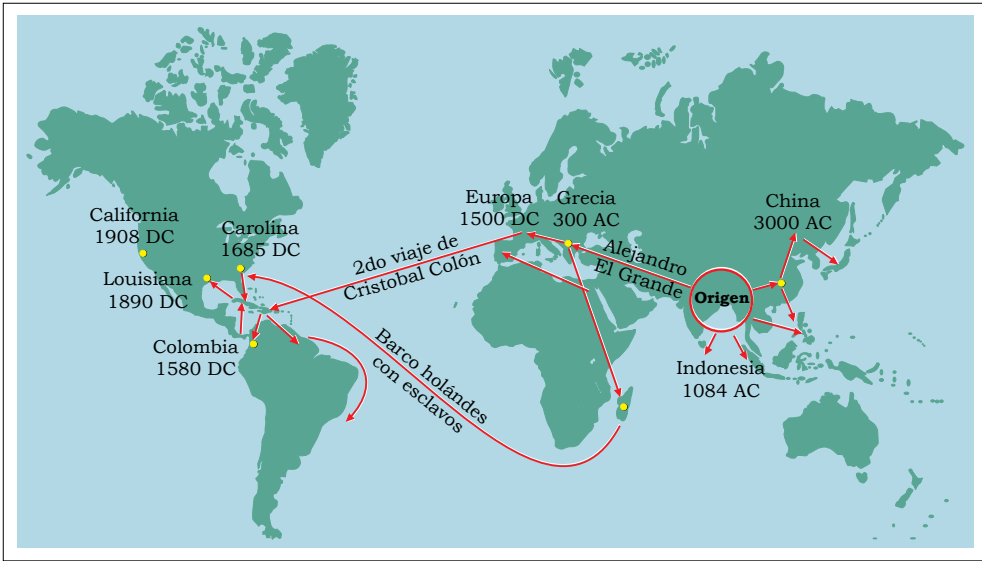 California
1908 DC
Carolina
1685 DC
Louisiana
1890 DC
Colombia
1580 DC
Europa
1500 DC
Grecia
300 AC
China
3000 AC
2do viaje de
Cristobal Colón
Alejandro
El Grande
Origen
Indonesia
1084 AC
Barco holándes
con esclavos